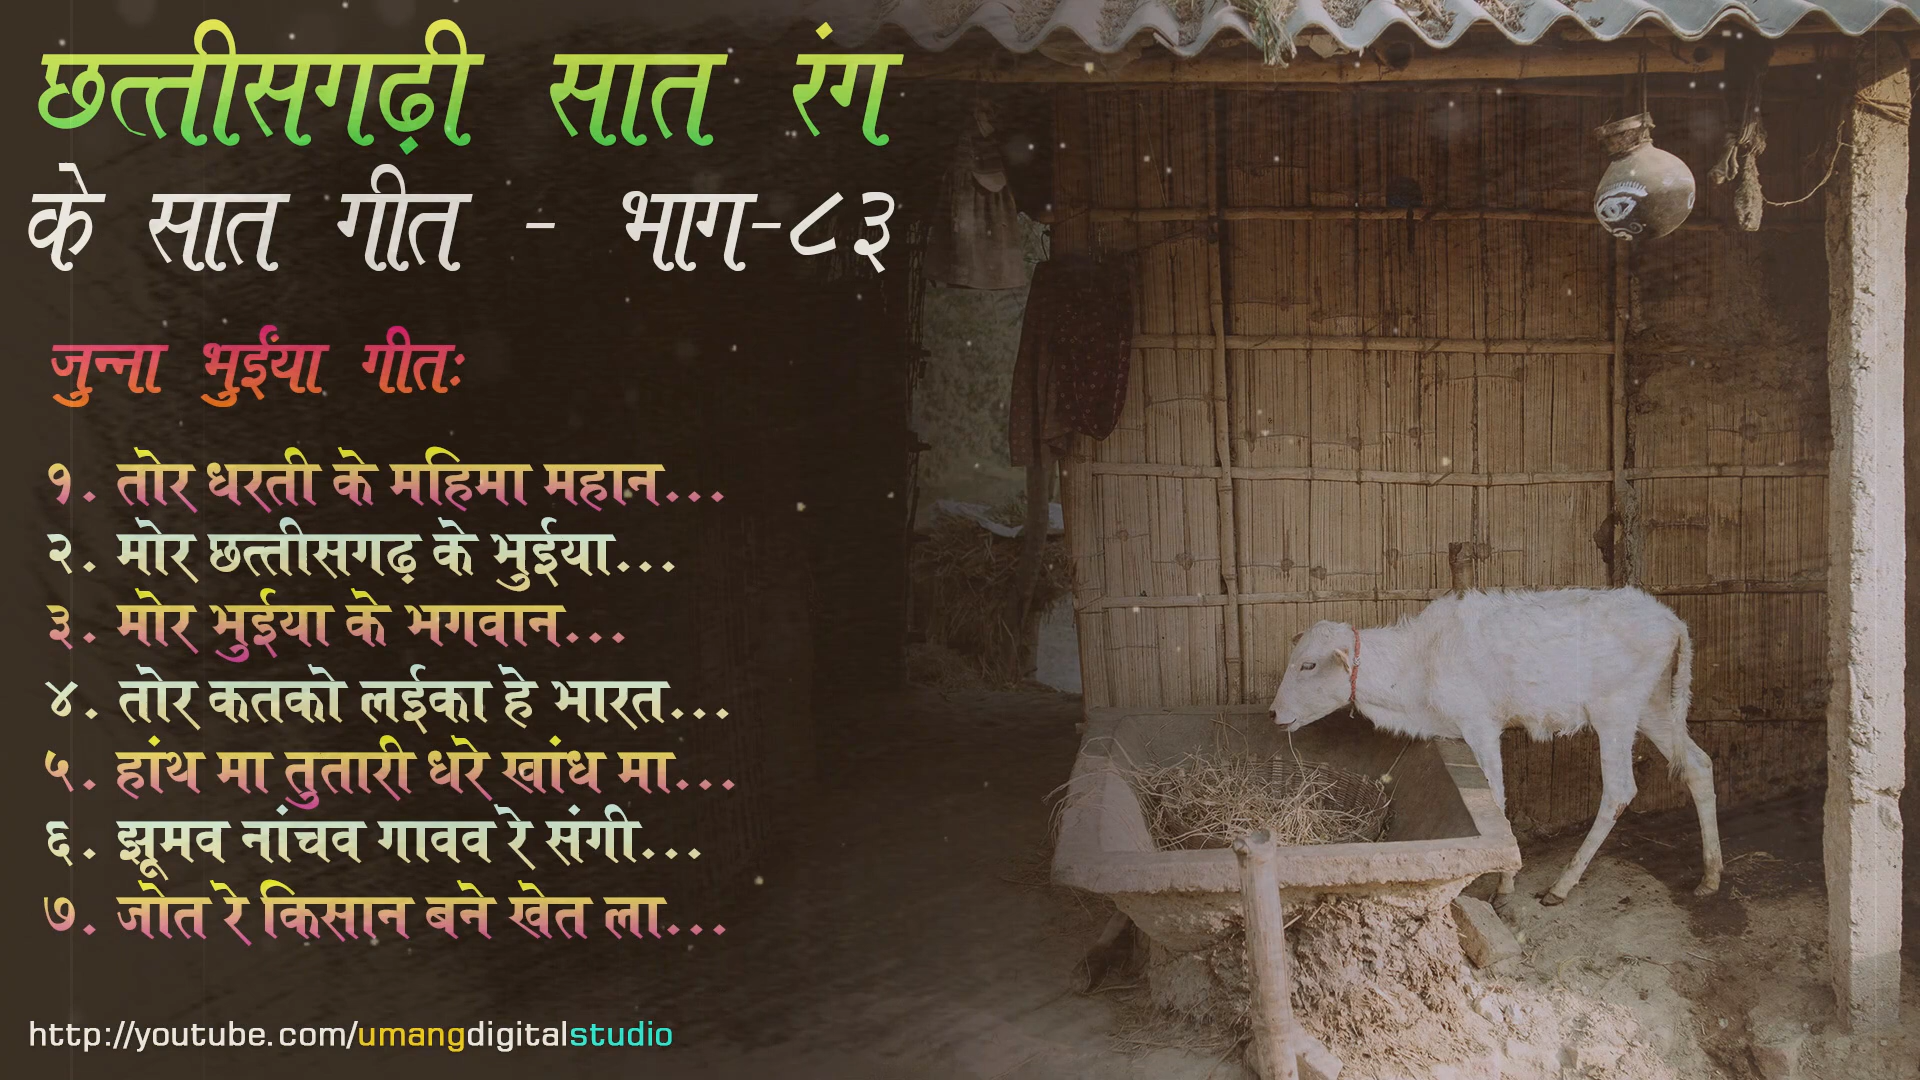 छत्तीसगढ़ी सात रंग
के सात गीत - भाग-८३
जुन्ना भुईंया गीतः
१. तोर धरती के महिमा महान...
२. मोर छत्तीसगढ़ के भुईया...
३. मोर भुईया के भगवान...
४. तोर कतको लईका हे भारत...
५. हांथ मा तुतारी धरे खांध मा...
६. झूमव नांचव गावव रे संगी...
७. जोत रे किसान बने खेत ला...
http://youtube.com/umangdigitalstudio